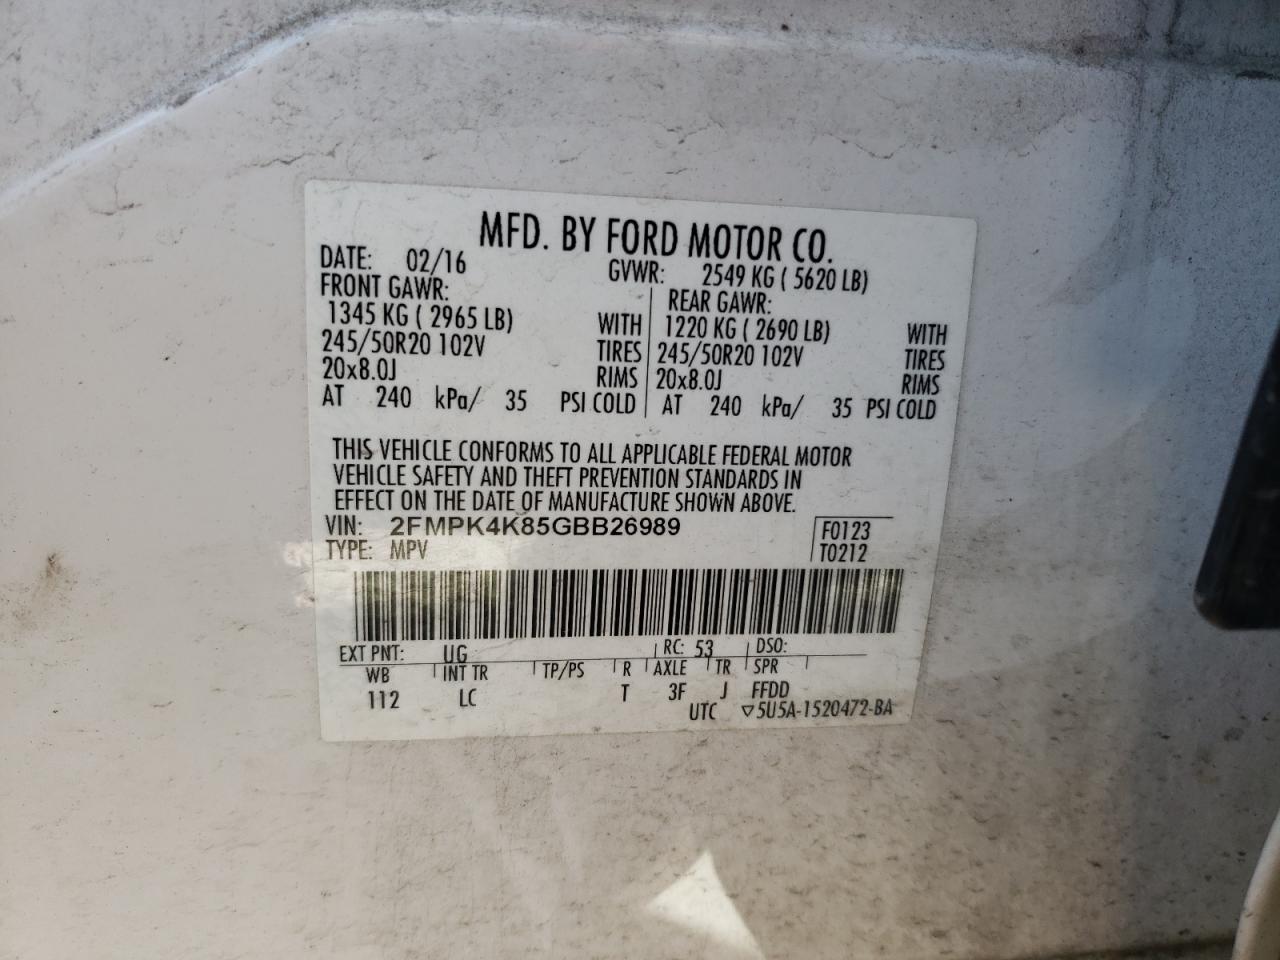 MFD. BY FORD MOTOR CO.
DATE: 02/16 GVWR: 2549 KG ( 5620 LB)
FRONT GAWR: REAR GAWR:
1345 KG ( 2965 LB) WITH 1220 KG ( 2690 LB) WITH
245/50R20 102V TIRES 245/50R20 102V TIRES
20x8.0J RIMS 20x8.0J RIMS
AT 240 kPa/ 35 PSI COLD AT 240 kPa/ 35 PSI COLD
THIS VEHICLE CONFORMS TO ALL APPLICABLE FEDERAL MOTOR
VEHICLE SAFETY AND THEFT PREVENTION STANDARDS IN
EFFECT ON THE DATE OF MANUFACTURE SHOWN ABOVE.
VIN: 2FMPK4K85GBB26989 F0123
TYPE: MPV T0212
EXT PNT: UG RC: 53 DSO:
WB INT TR TP/PS R AXLE TR SPR
112 LC T 3F J FFDD
UTC ▽5U5A-1520472-BA